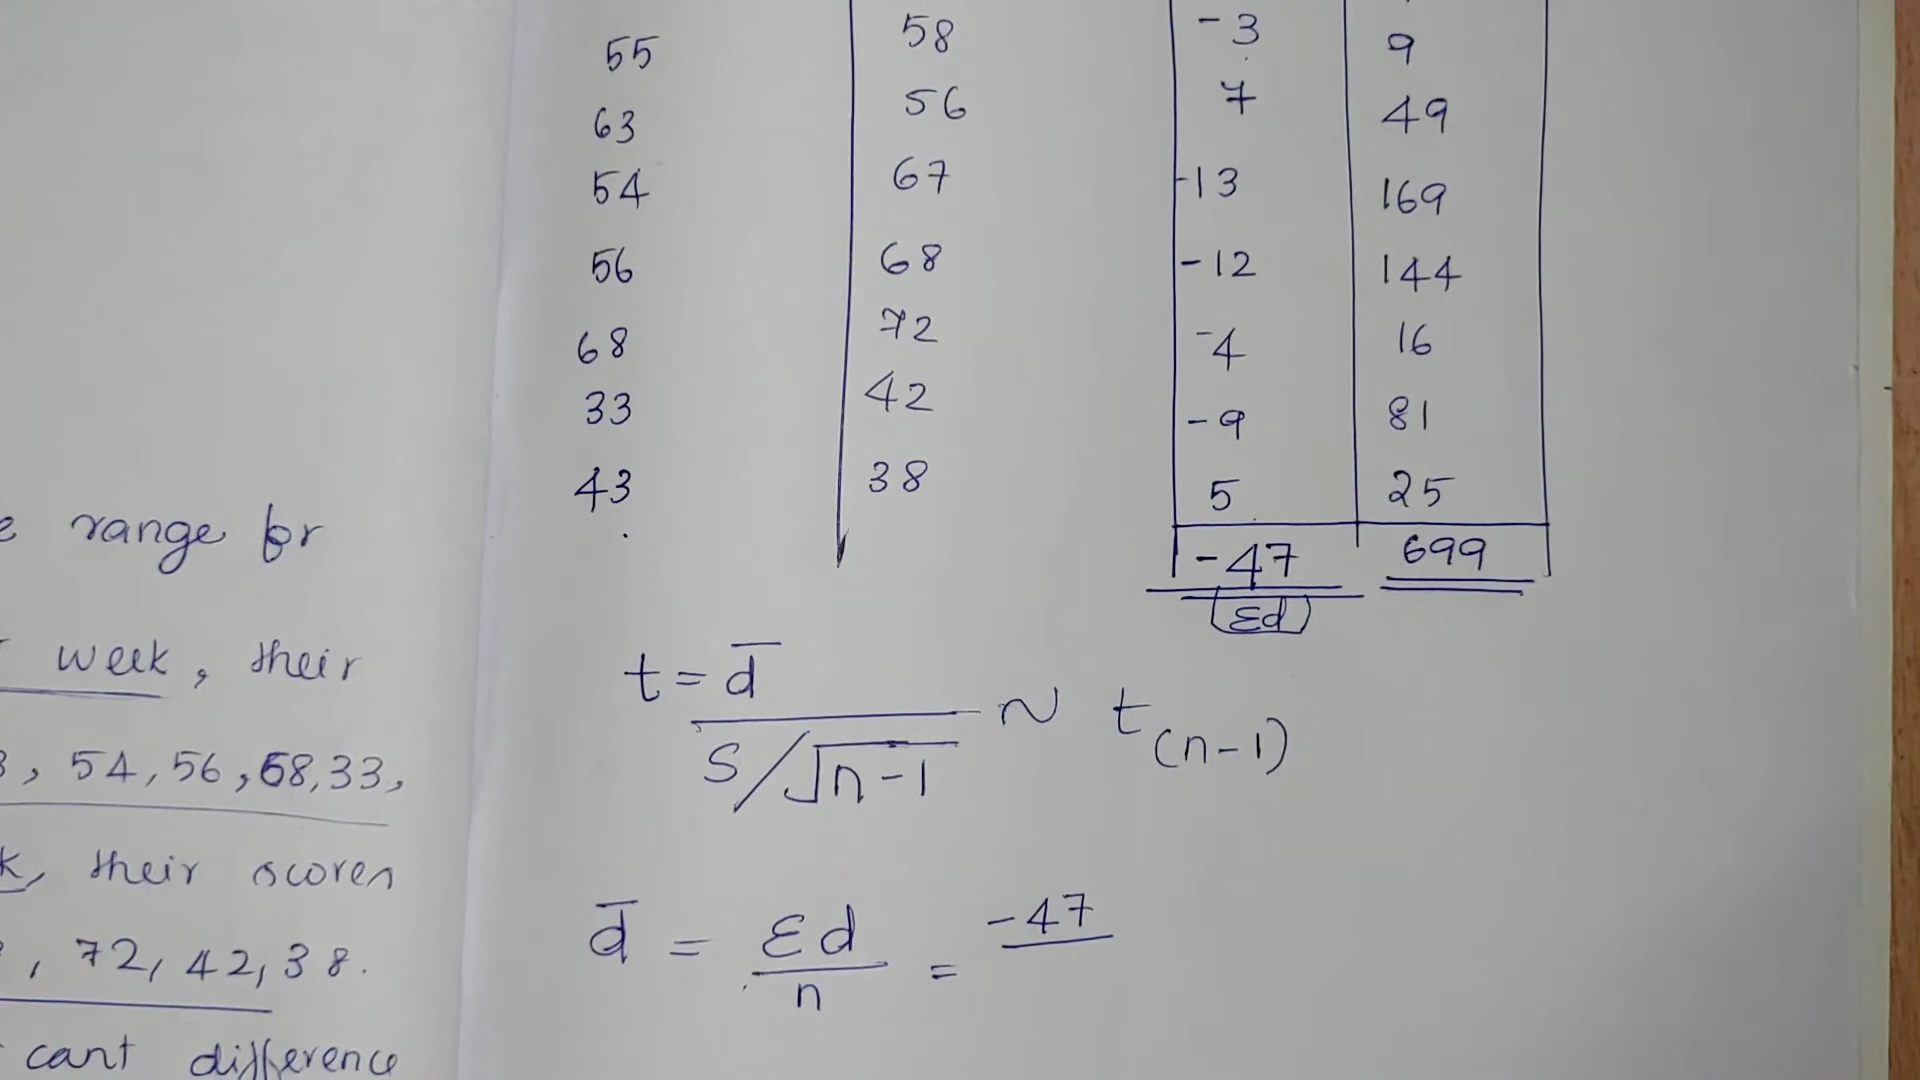 55 58 -3 9
63 56 7 49
54 67 -13 169
56 68 -12 144
68 72 -4 16
33 42 -9 81
43 38 5 25
-47 699
(Σd)
t = d̅ / S/√n-1 ~ t(n-1)
d̅ = Σd / n = -47
range for
week, their
, 54, 56, 68, 33,
, their scores
, 72, 42, 38.
cant difference